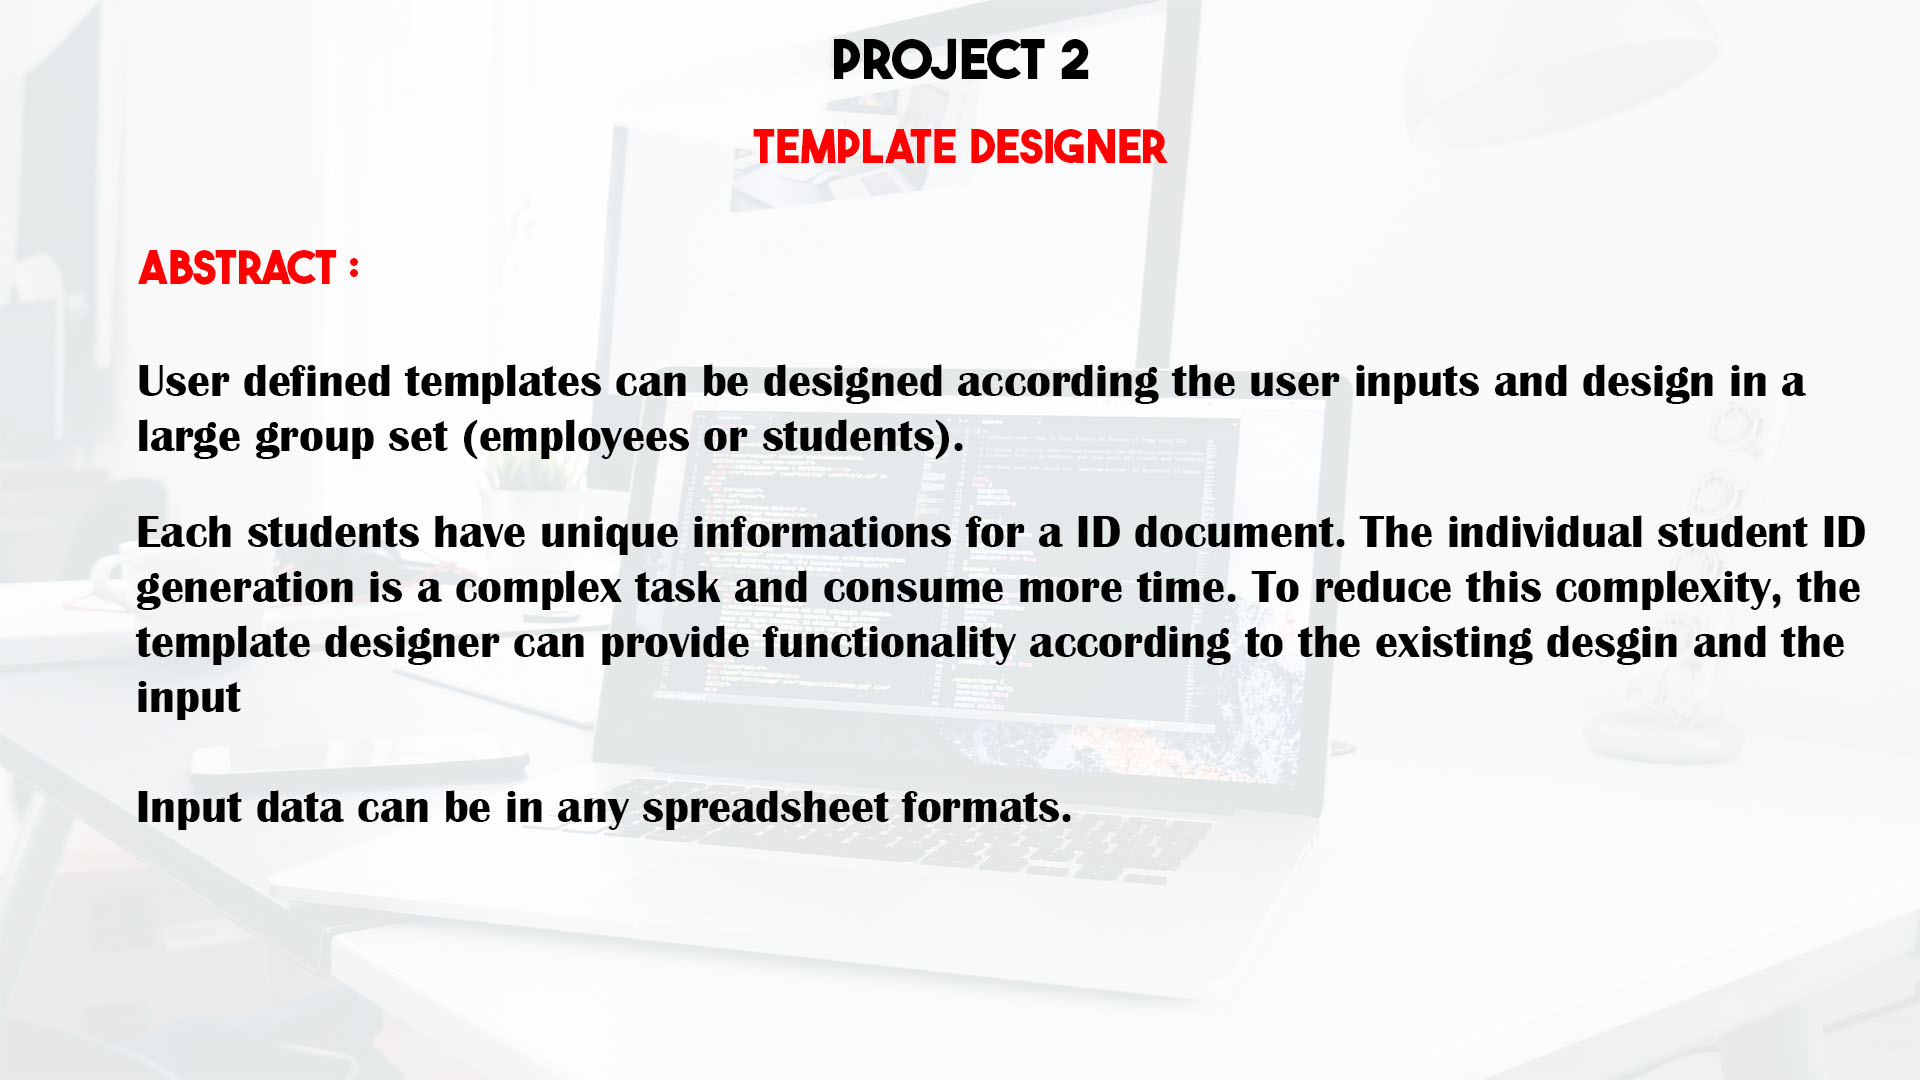 PROJECT 2
TEMPLATE DESIGNER
ABSTRACT :
User defined templates can be designed according the user inputs and design in a
large group set (employees or students).
Each students have unique informations for a ID document. The individual student ID
generation is a complex task and consume more time. To reduce this complexity, the
template designer can provide functionality according to the existing desgin and the
input
Input data can be in any spreadsheet formats.